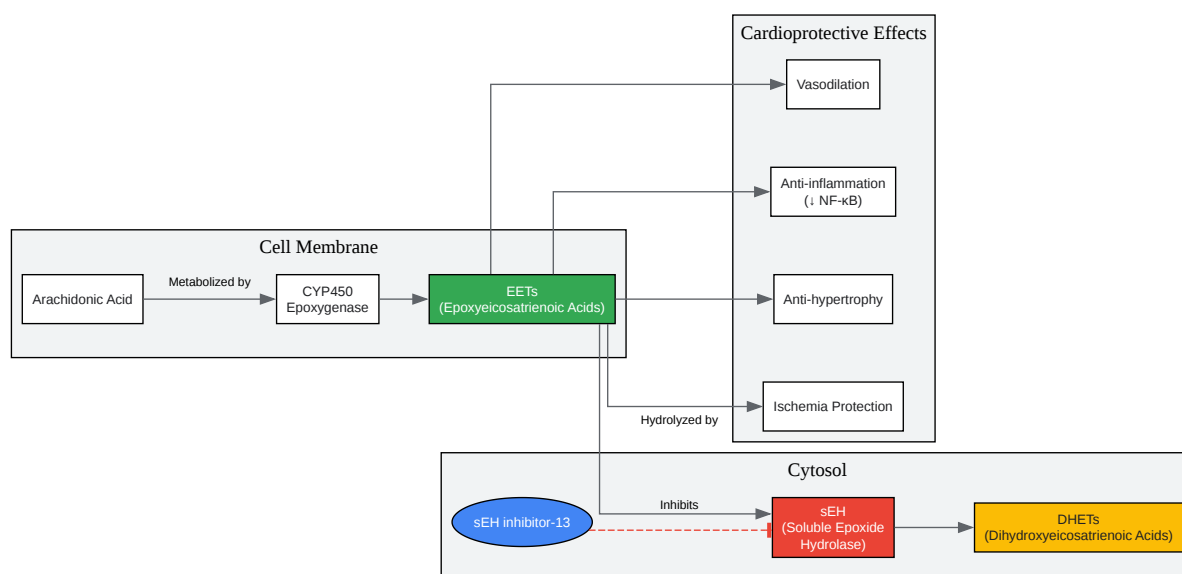 Cardioprotective Effects
Vasodilation
Anti-inflammation
(↓ NF-κB)
Cell Membrane
Arachidonic Acid
Metabolized by
CYP450
Epoxygenase
EETs
(Epoxyeicosatrienoic Acids)
Anti-hypertrophy
Ischemia Protection
Hydrolyzed by
Cytosol
sEH inhibitor-13
Inhibits
sEH
(Soluble Epoxide
Hydrolase)
DHETs
(Dihydroxyeicosatrienoic Acids)